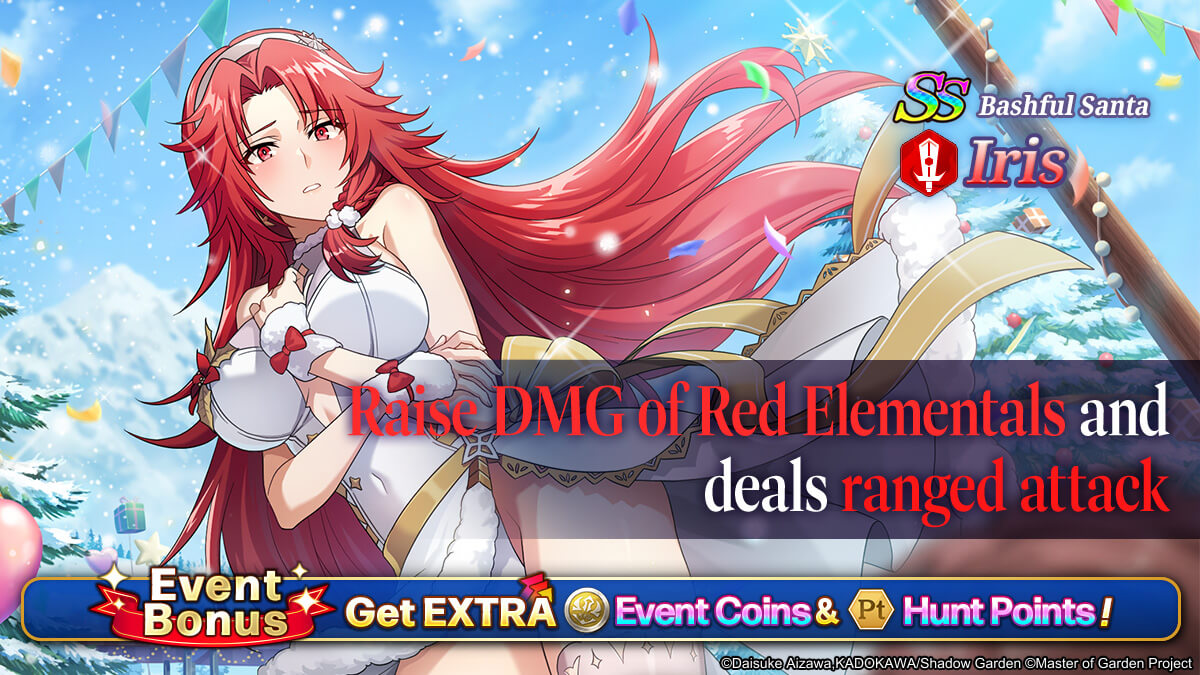 SS Bashful Santa
Iris
Raise DMG of Red Elementals and
deals ranged attack
Event
Bonus
Get EXTRA Event Coins & Pt Hunt Points!
©Daisuke Aizawa,KADOKAWA/Shadow Garden ©Master of Garden Project